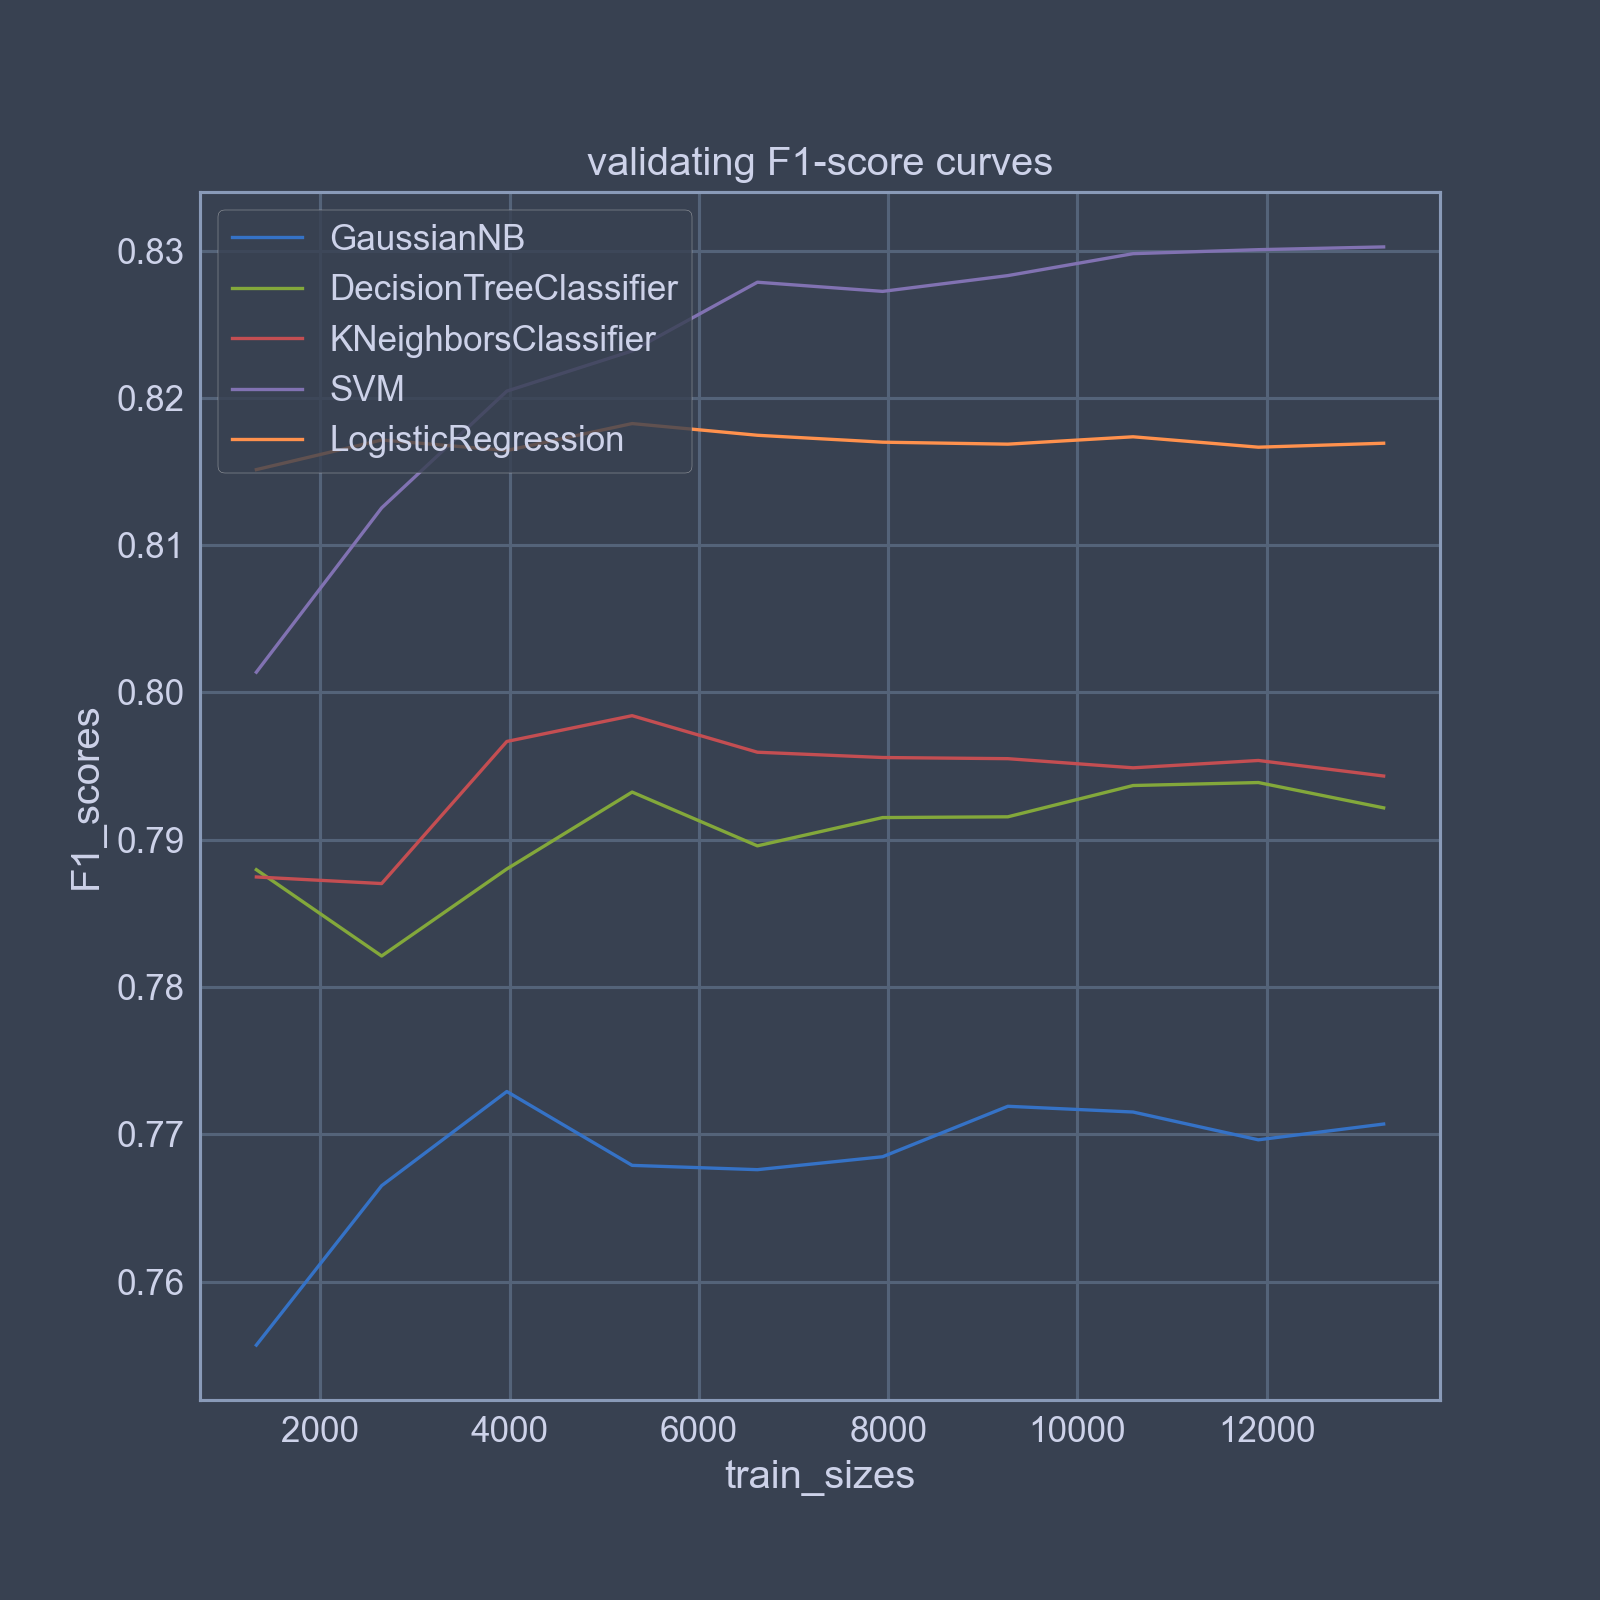 validating F1-score curves
GaussianNB
DecisionTreeClassifier
KNeighborsClassifier
SVM
LogisticRegression
0.83
0.82
0.81
0.80
0.79
0.78
0.77
0.76
F1_scores
2000 4000 6000 8000 10000 12000
train_sizes